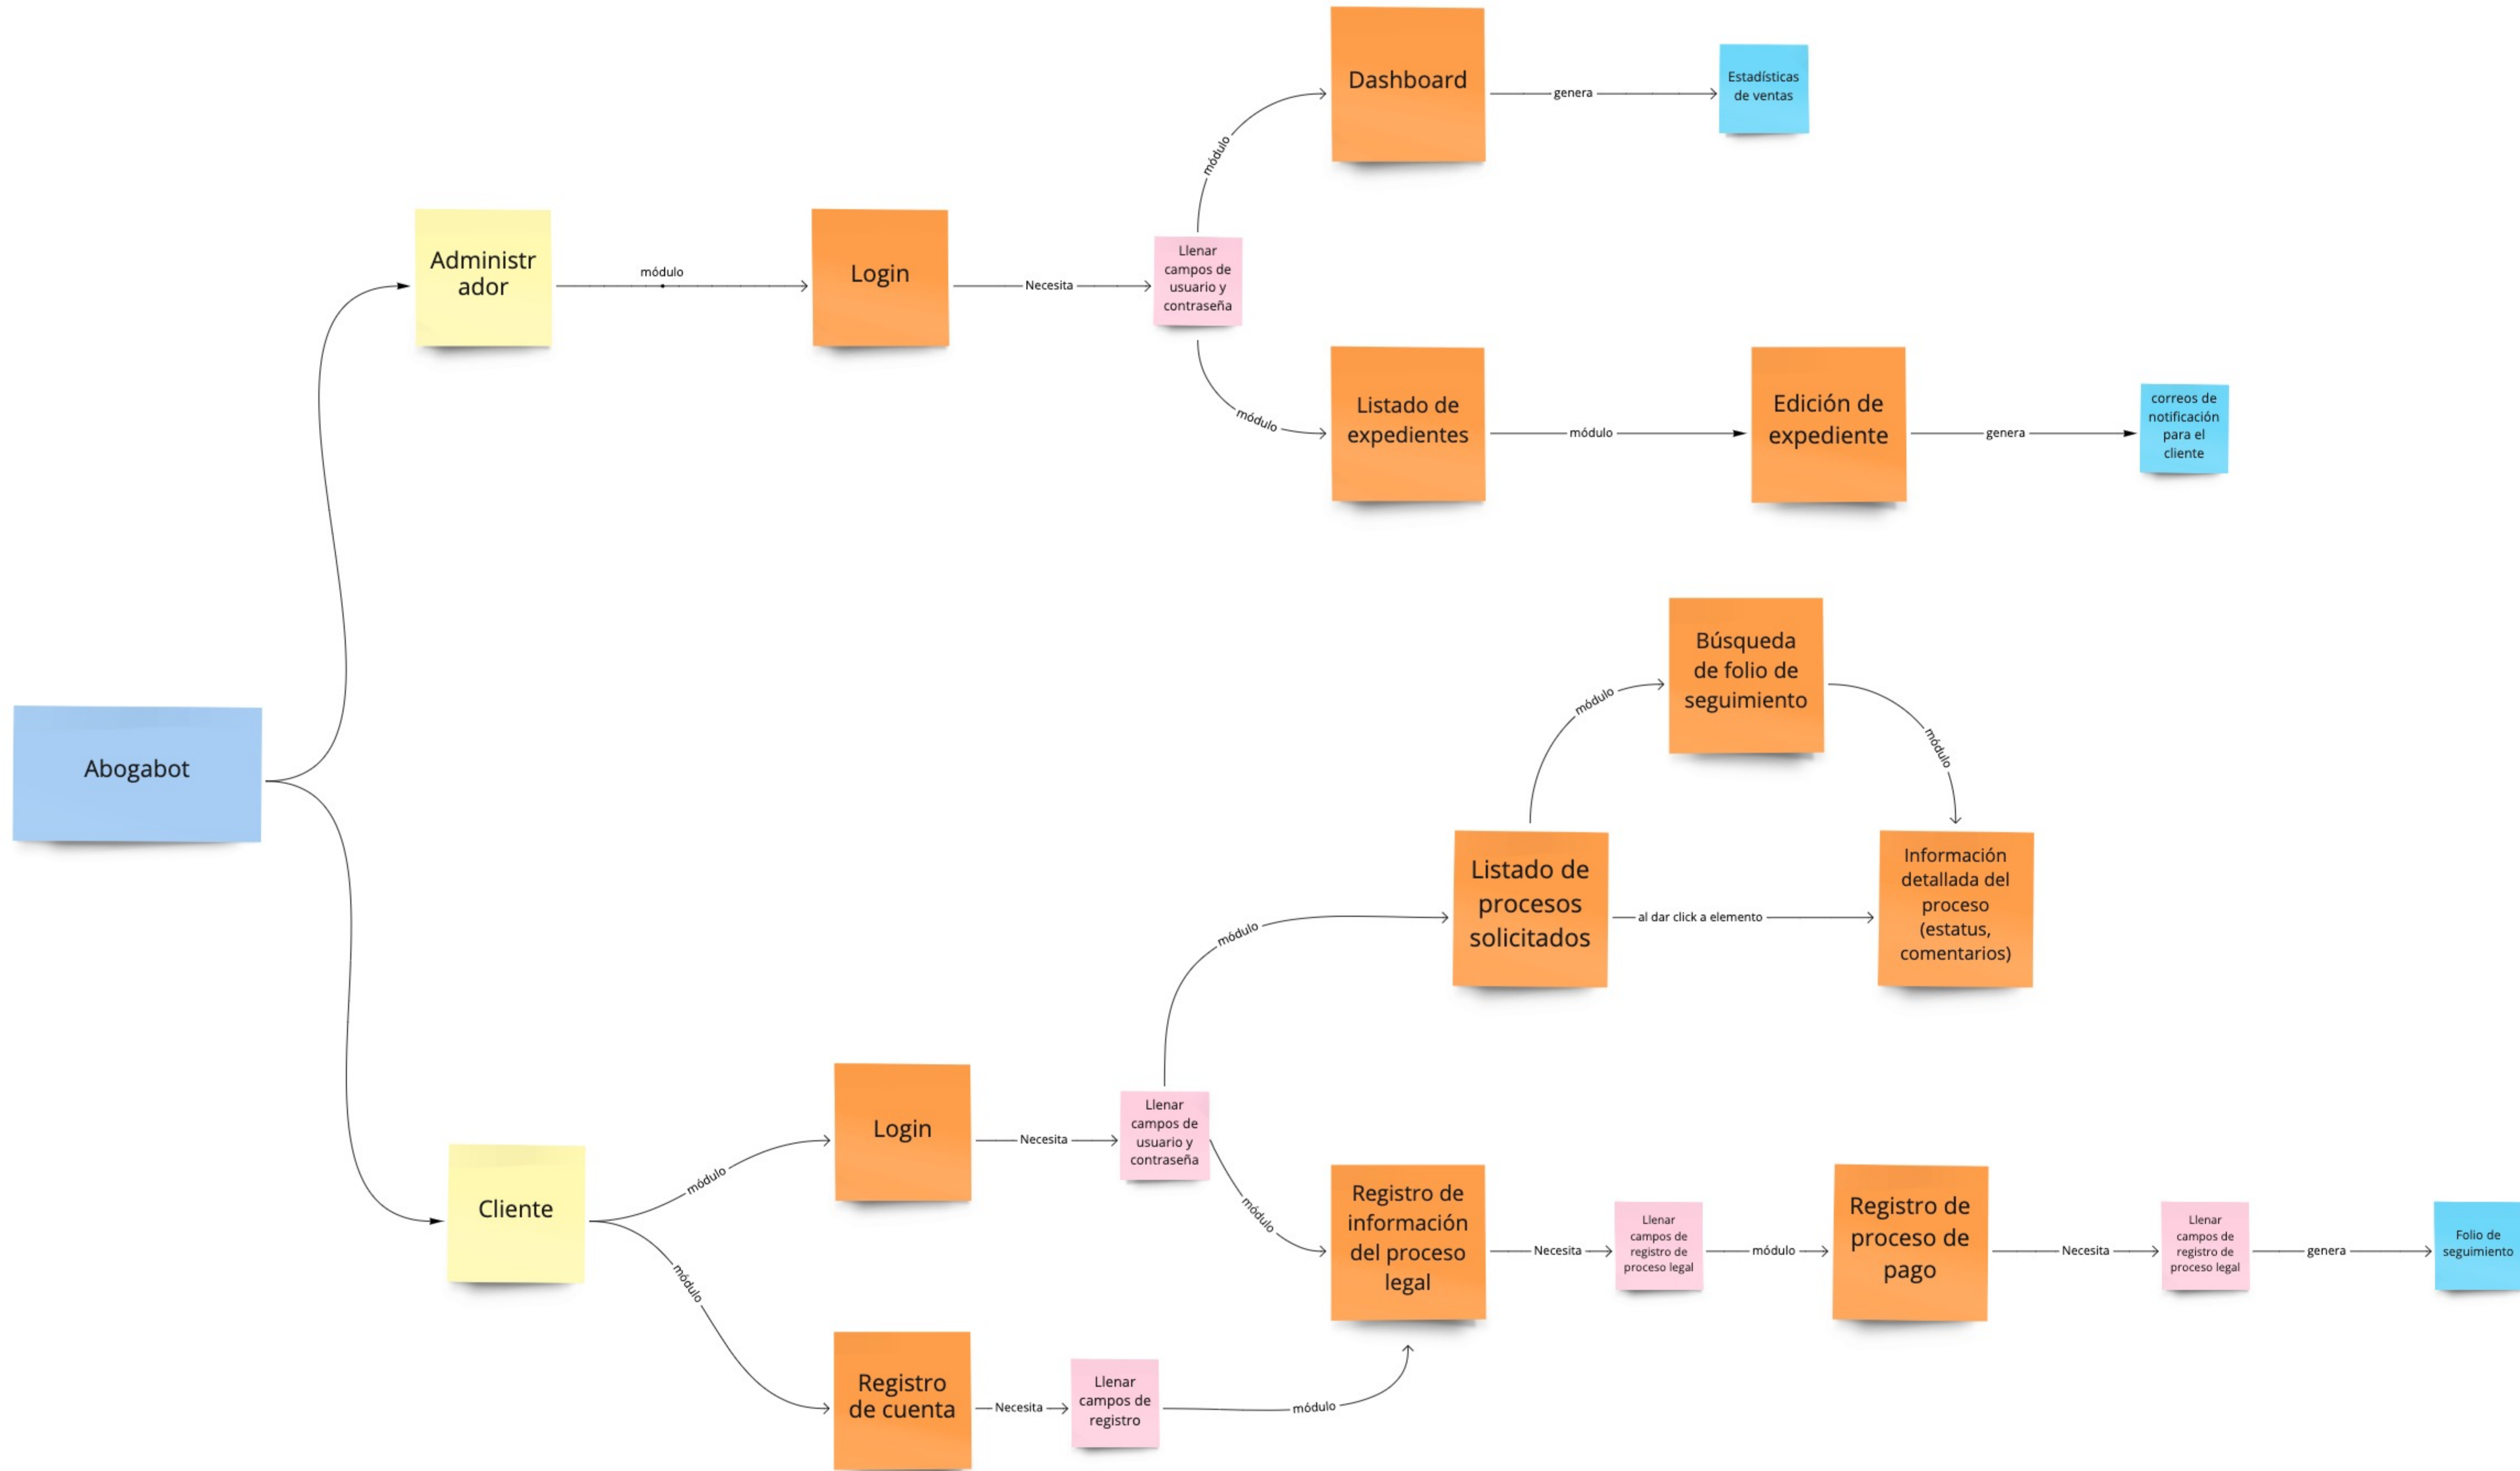 Dashboard
genera
Estadísticas
de ventas
módulo
Administr
ador
módulo
Login
Necesita
Llenar
campos de
usuario y
contraseña
módulo
Listado de
expedientes
módulo
Edición de
expediente
genera
correos de
notificación
para el
cliente
Abogabot
Búsqueda
de folio de
seguimiento
módulo
módulo
Listado de
procesos
solicitados
al dar click a elemento
Información
detallada del
proceso
(estatus,
comentarios)
módulo
Cliente
módulo
Login
Necesita
Llenar
campos de
usuario y
contraseña
módulo
Registro de
información
del proceso
legal
Necesita
Llenar
campos de
registro de
proceso legal
módulo
Registro de
proceso de
pago
Necesita
Llenar
campos de
registro de
proceso legal
genera
Folio de
seguimiento
módulo
Registro
de cuenta
Necesita
Llenar
campos de
registro
módulo